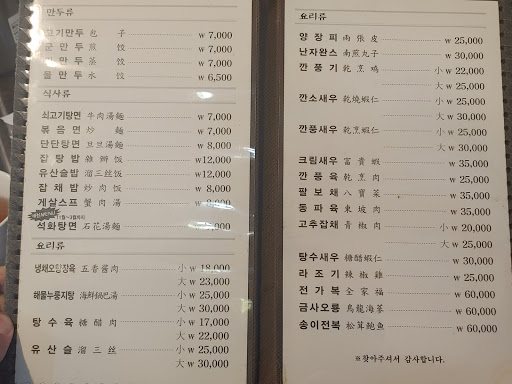 만두류
고기만두 包 子 ₩ 7,000
군 만 두 煎 餃 ₩ 7,000
찐 만 두 蒸 餃 ₩ 7,000
물 만 두 水 餃 ₩ 6,500
식사류
쇠고기탕면 牛肉湯麵 ₩ 7,000
볶 음 면 炒 麵 ₩ 7,000
단단탕면 旦旦湯麵 ₩ 8,000
잡 탕 밥 雜 瓣 飯 ₩12,000
유산슬밥 溜三丝飯 ₩12,000
잡 채 밥 炒 肉 飯 ₩ 8,000
게살스프 蟹 肉 湯 ₩ 8,000
석화탕면 石花湯麵
요리류
냉채오향장육 五香醬肉 小 ₩ 18,000
大 ₩ 23,000
해물누룽지탕 海鮮鍋巴湯 小 ₩ 25,000
大 ₩ 30,000
탕 수 육 糖 醋 肉 小 ₩ 17,000
大 ₩ 22,000
유 산 슬 溜 三 丝 小 ₩ 25,000
大 ₩ 30,000
요리류
양 장 피 両 張 皮 ₩ 25,000
난자완스 南煎丸子 ₩ 30,000
깐 풍 기 乾 烹 鶏 小 ₩ 22,000
大 ₩ 25,000
깐소새우 乾燒蝦仁 小 ₩ 25,000
大 ₩ 30,000
깐풍새우 乾烹蝦仁 小 ₩ 25,000
大 ₩ 30,000
크림새우 富 貴 蝦 ₩ 35,000
깐 풍 육 乾 烹 肉 ₩ 25,000
팔 보 채 八 寶 菜 ₩ 35,000
동 파 육 東 坡 肉 ₩ 35,000
고추잡채 青 椒 肉 小 ₩ 20,000
大 ₩ 25,000
탕수새우 糖醋蝦仁 ₩ 30,000
라 조 기 辣 椒 雞 ₩ 25,000
전 가 복 全 家 福 ₩ 60,000
금사오룡 烏龍海蔘 ₩ 60,000
송이전복 松茸鮑魚 ₩ 60,000
※찾아주셔서 감사합니다.